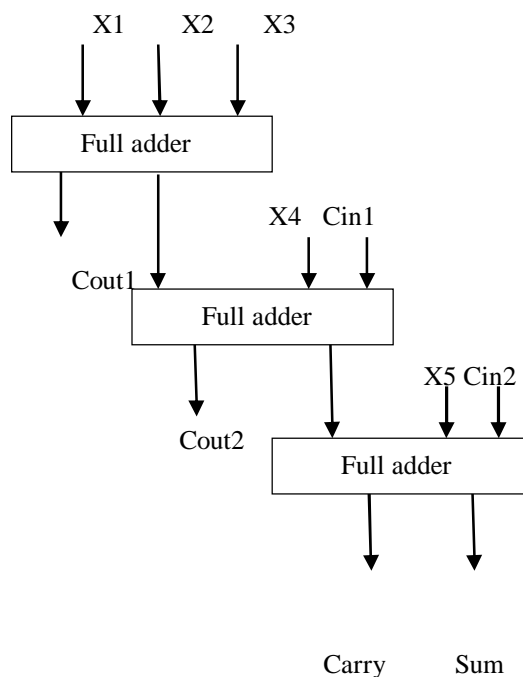 X1 X2 X3
Full adder
X4 Cin1
Cout1
Full adder
X5 Cin2
Cout2
Full adder
Carry Sum